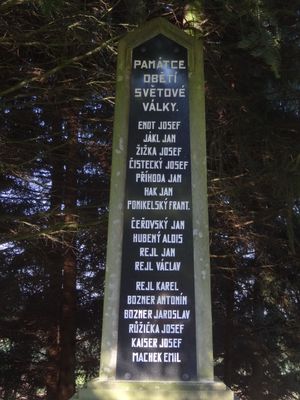 PAMÁTCE
OBĚTÍ
SVĚTOVÉ
VÁLKY.
ENDT JOSEF
JÁKL JAN
ŽIŽKA JOSEF
ČISTECKÝ JOSEF
PŘÍHODA JAN
HAK JAN
PONIKELSKÝ FRANT.
ČEŘOVSKÝ JAN
HUBENÝ ALOIS
REJL JAN
REJL VÁCLAV
REJL KAREL
BOZNER ANTONÍN
BOZNER JAROSLAV
RŮŽIČKA JOSEF
KAISER JOSEF
MACHEK EMIL